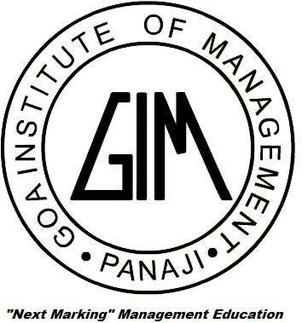 GOA INSTITUTE OF MANAGEMENT
GIM
• PANAJI •
"Next Marking" Management Education